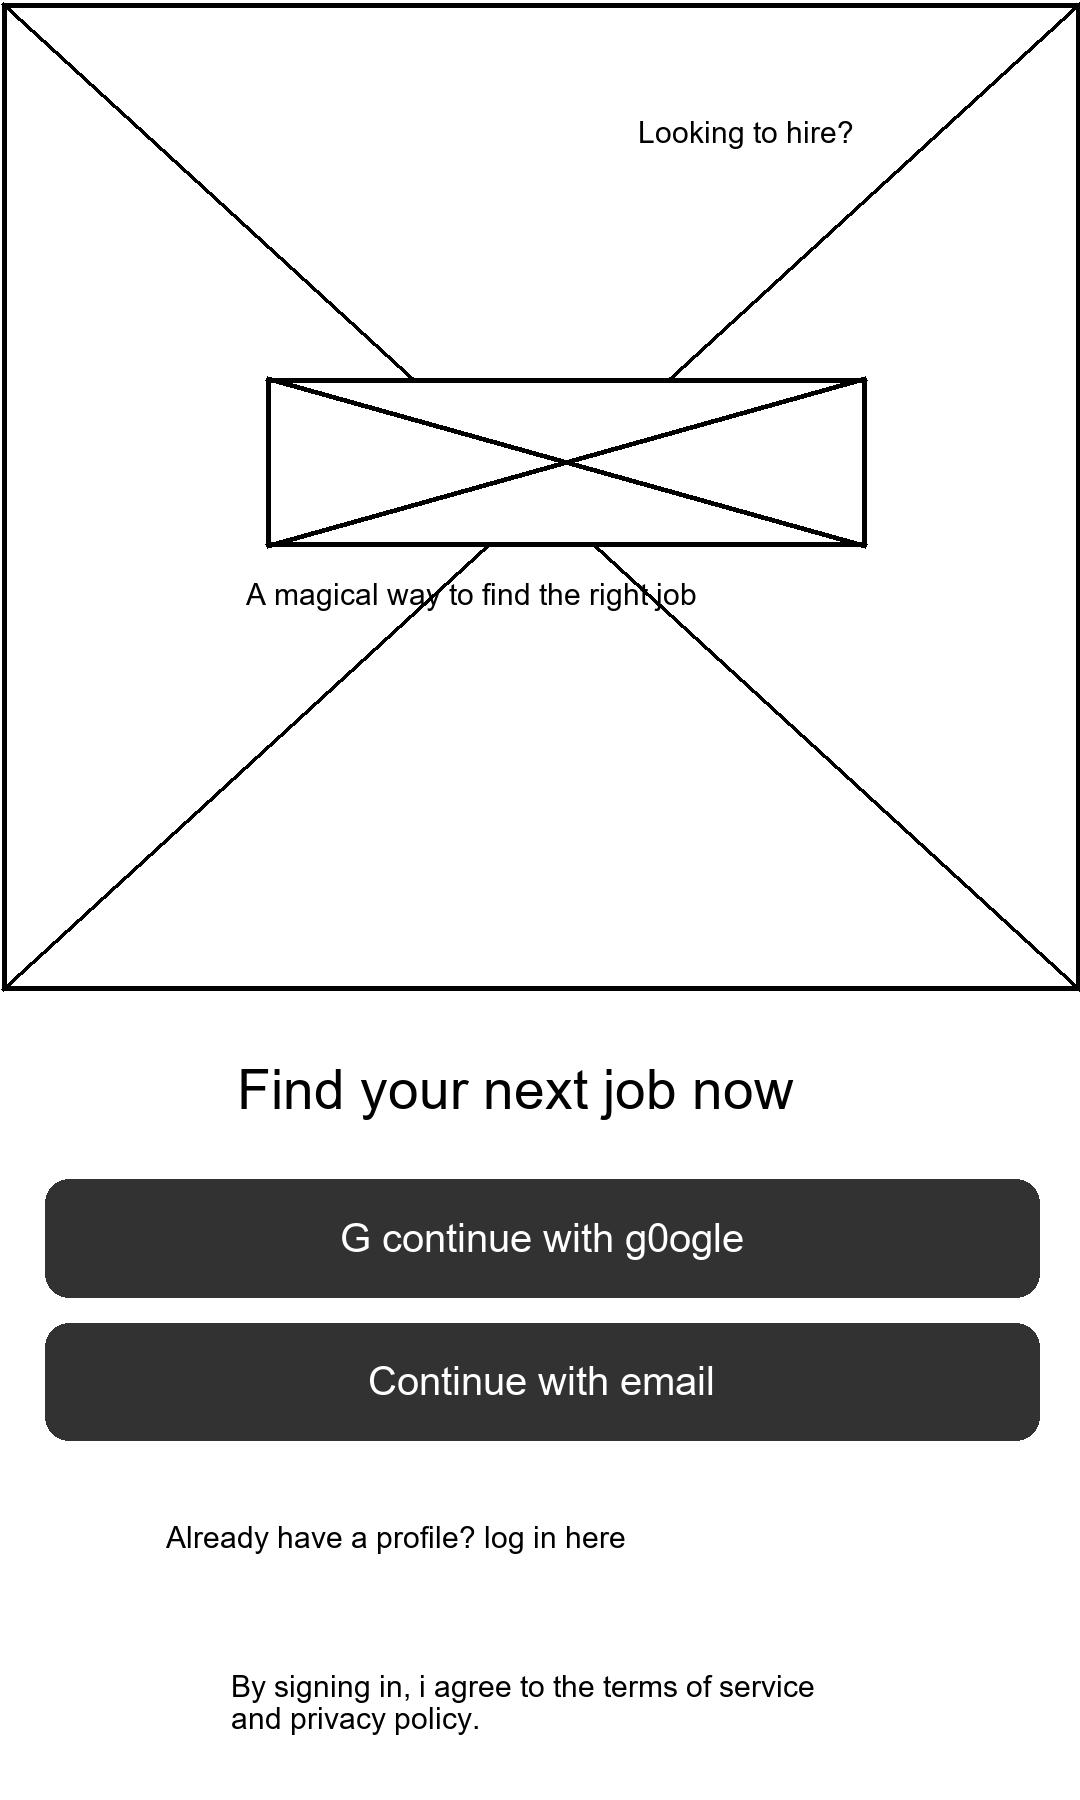 Looking to hire?
A magical way to find the right job
Find your next job now
G continue with g0ogle
Continue with email
Already have a profile? log in here
By signing in, i agree to the terms of service
and privacy policy.